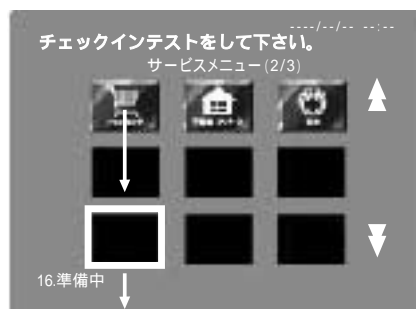 ----/--/-- --:--
チェックインテストをして下さい。
サービスメニュー(2/3)
16.準備中